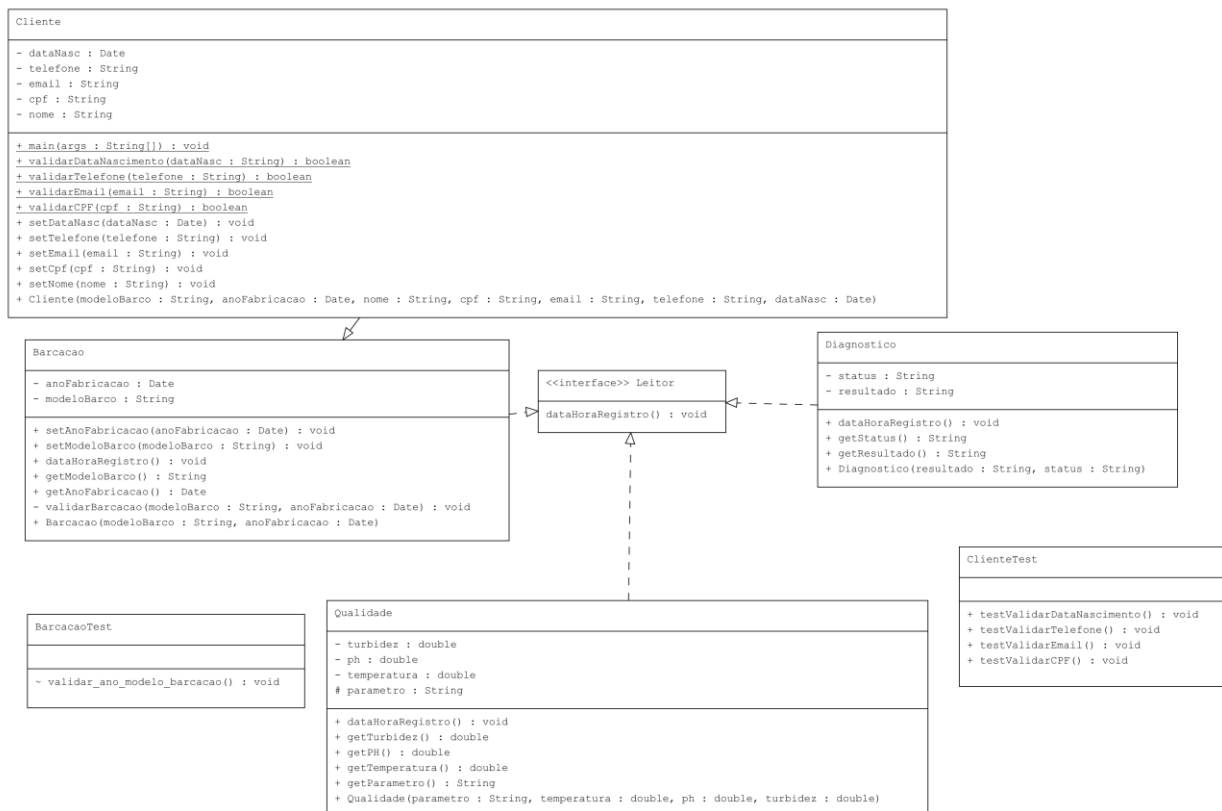 Cliente
- dataNasc : Date
- telefone : String
- email : String
- cpf : String
- nome : String
+ main(args : String[]) : void
+ validarDataNascimento(dataNasc : String) : boolean
+ validarTelefone(telefone : String) : boolean
+ validarEmail(email : String) : boolean
+ validarCPF(cpf : String) : boolean
+ setDataNasc(dataNasc : Date) : void
+ setTelefone(telefone : String) : void
+ setEmail(email : String) : void
+ setCpf(cpf : String) : void
+ setNome(nome : String) : void
+ Cliente(modeloBarco : String, anoFabricacao : Date, nome : String, cpf : String, email : String, telefone : String, dataNasc : Date)
Barcacao
- anoFabricacao : Date
- modeloBarco : String
+ setAnoFabricacao(anoFabricacao : Date) : void
+ setModeloBarco(modeloBarco : String) : void
+ dataHoraRegistro() : void
+ getModeloBarco() : String
+ getAnoFabricacao() : Date
- validarBarcacao(modeloBarco : String, anoFabricacao : Date) : void
+ Barcacao(modeloBarco : String, anoFabricacao : Date)
<<interface>> Leitor
dataHoraRegistro() : void
Diagnostico
- status : String
- resultado : String
+ dataHoraRegistro() : void
+ getStatus() : String
+ getResultado() : String
+ Diagnostico(resultado : String, status : String)
BarcacaoTest
~ validar_ano_modelo_barcacao() : void
Qualidade
- turbidez : double
- ph : double
- temperatura : double
# parametro : String
+ dataHoraRegistro() : void
+ getTurbidez() : double
+ getPH() : double
+ getTemperatura() : double
+ getParametro() : String
+ Qualidade(parametro : String, temperatura : double, ph : double, turbidez : double)
ClienteTest
+ testValidarDataNascimento() : void
+ testValidarTelefone() : void
+ testValidarEmail() : void
+ testValidarCPF() : void